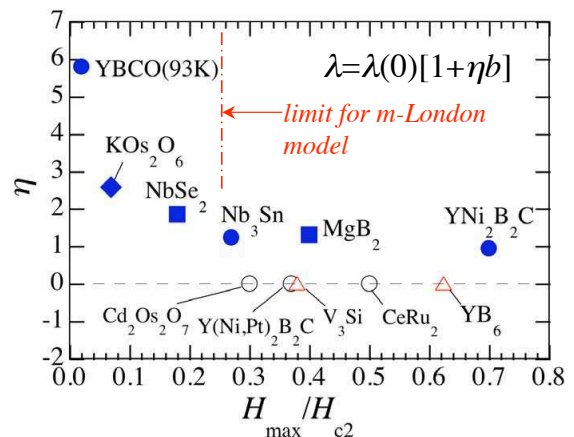 7
6
5
4
3
2
1
0
-1
-2
η
YBCO(93K)
λ=λ(0)[1+ηb]
limit for m-London
model
KOs₂O₆
NbSe₂
Nb₃Sn
MgB₂
YNi₂B₂C
Cd₂Os₂O₇
Y(Ni,Pt)₂B₂C
V₃Si
CeRu₂
YB₆
0.0 0.1 0.2 0.3 0.4 0.5 0.6 0.7 0.8
H_max/H_c2